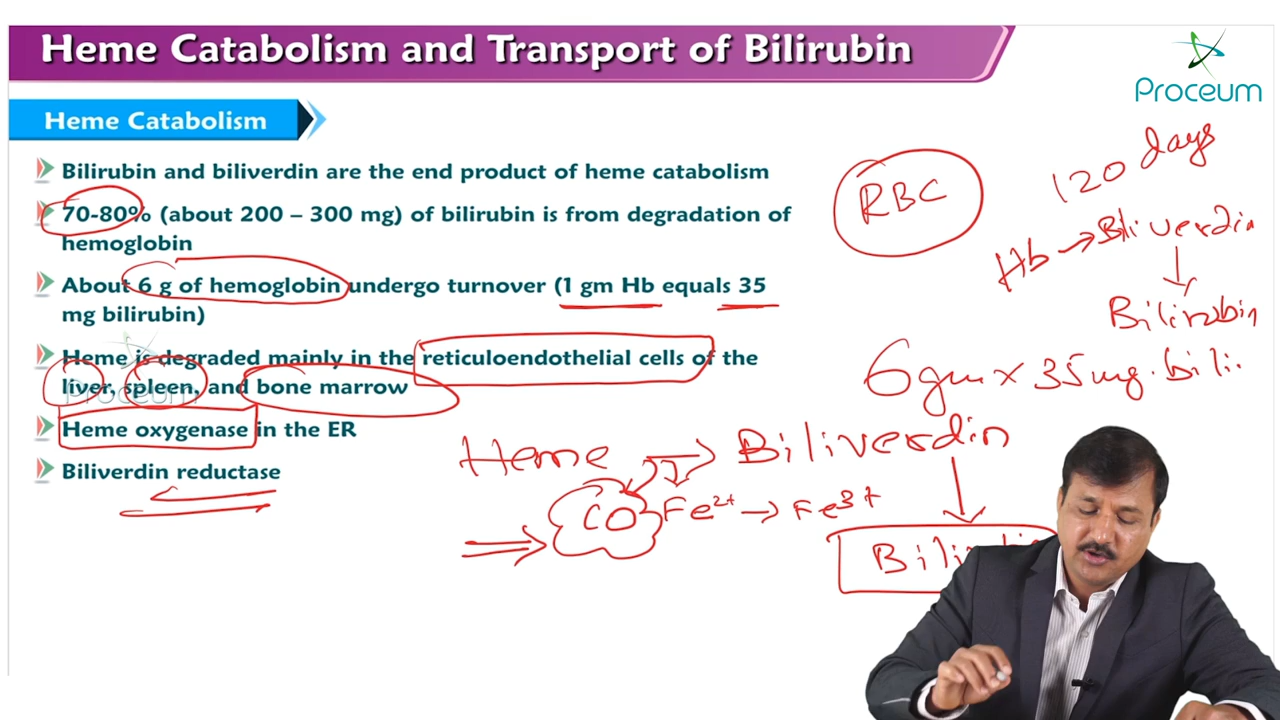 Heme Catabolism and Transport of Bilirubin
Proceum
Heme Catabolism
Bilirubin and biliverdin are the end product of heme catabolism
70-80% (about 200 – 300 mg) of bilirubin is from degradation of
hemoglobin
About 6 g of hemoglobin undergo turnover (1 gm Hb equals 35
mg bilirubin)
Heme is degraded mainly in the reticuloendothelial cells of the
liver, spleen, and bone marrow
Proceum
Heme oxygenase in the ER
Biliverdin reductase
RBC
120 days
Hb → Biliverdin
↓
Bilirubin
6gm × 35mg. bili.
Heme → Biliverdin
CO Fe2+ → Fe3+